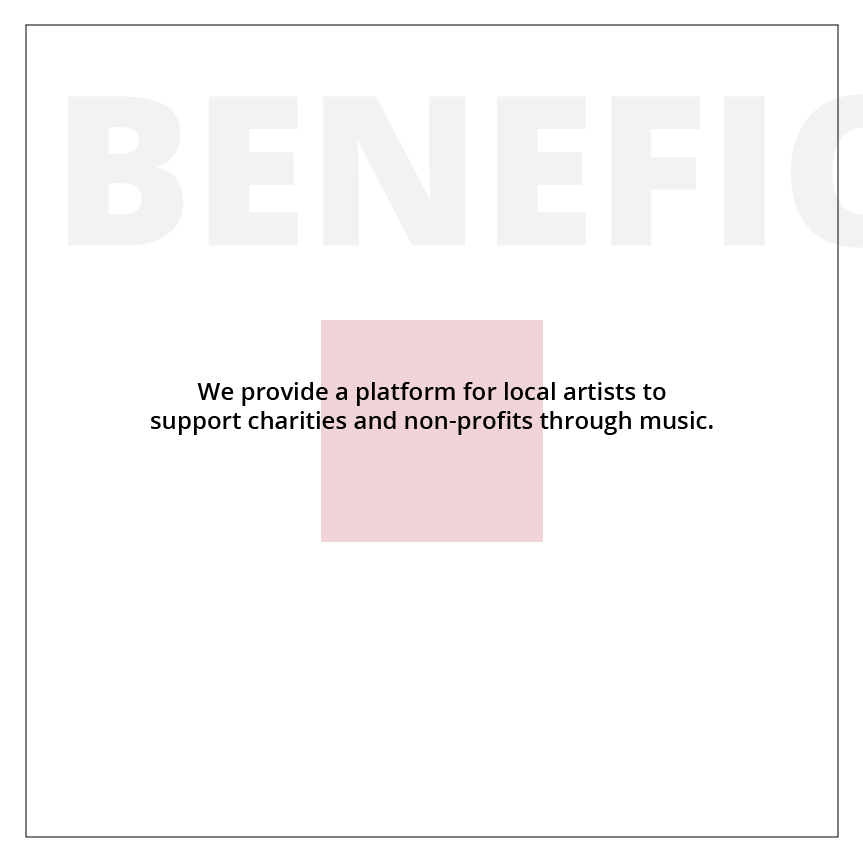 BENEFIC
We provide a platform for local artists to
support charities and non-profits through music.